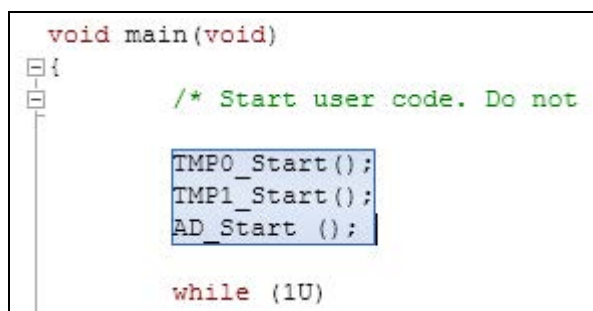 void main(void)
{
/* Start user code. Do not
TMP0_Start();
TMP1_Start();
AD_Start ();
while (1U)